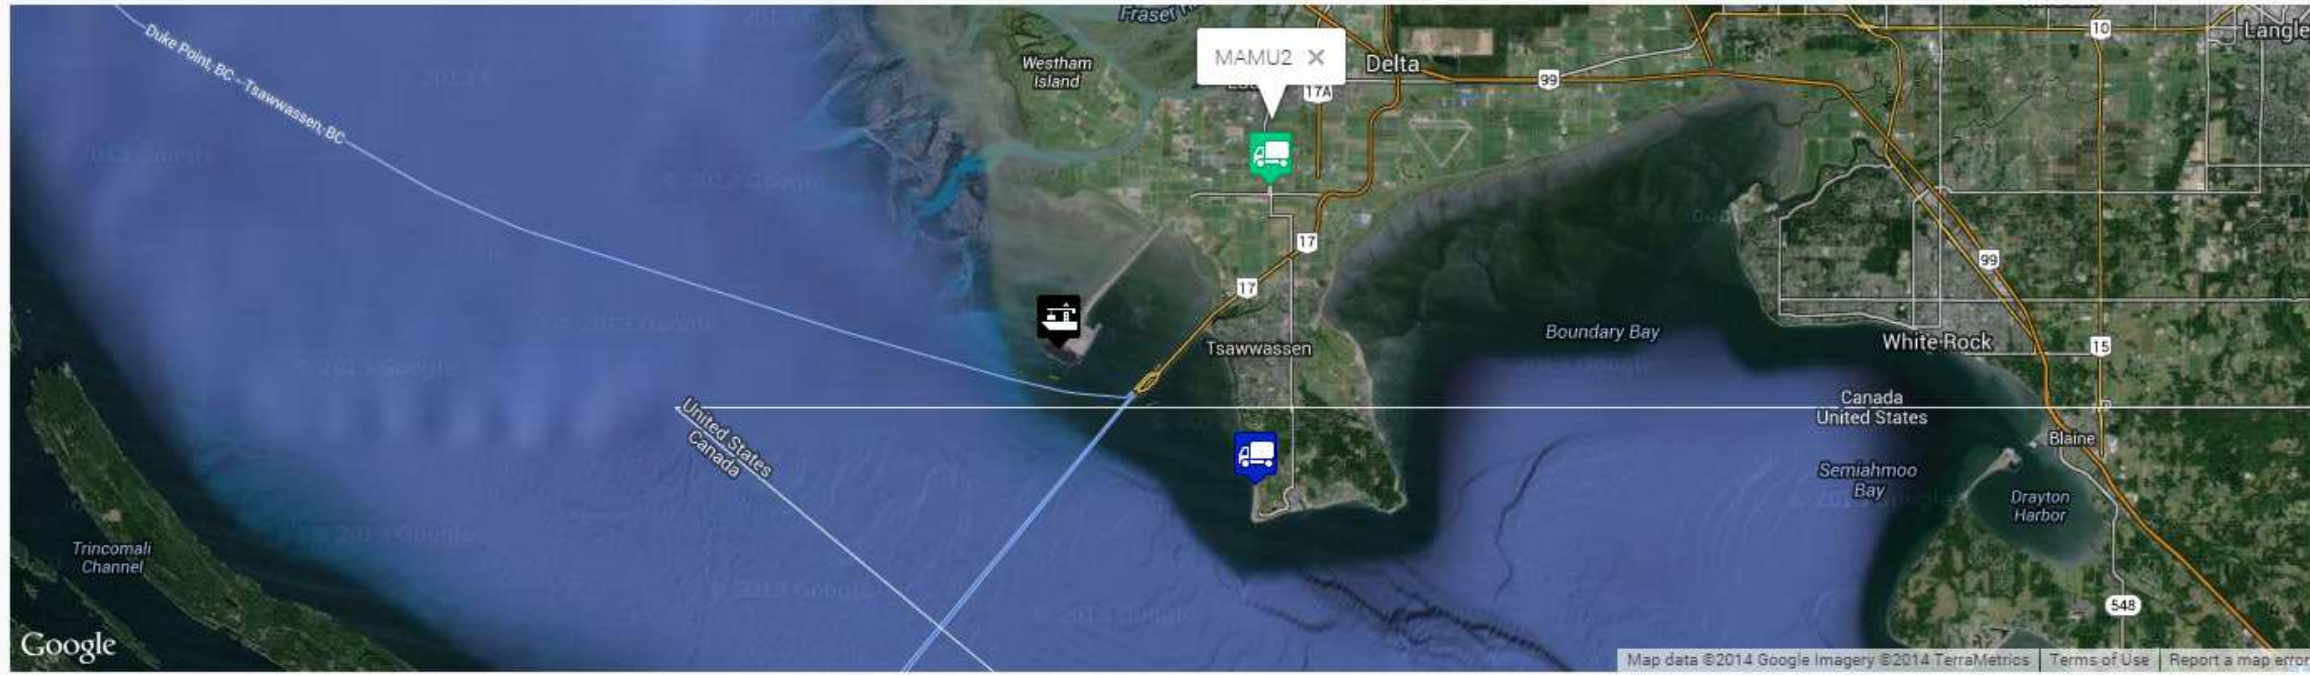 Duke Point, BC - Tsawwassen, BC
Westham
Island
MAMU2
Delta
17A
99
10
17
17
Tsawwassen
Boundary Bay
White Rock
99
15
Canada
United States
United States
Canada
Blaine
Semiahmoo
Bay
Drayton
Harbor
548
Trincomali
Channel
Google
Map data ©2014 Google Imagery ©2014 TerraMetrics
Terms of Use
Report a map error